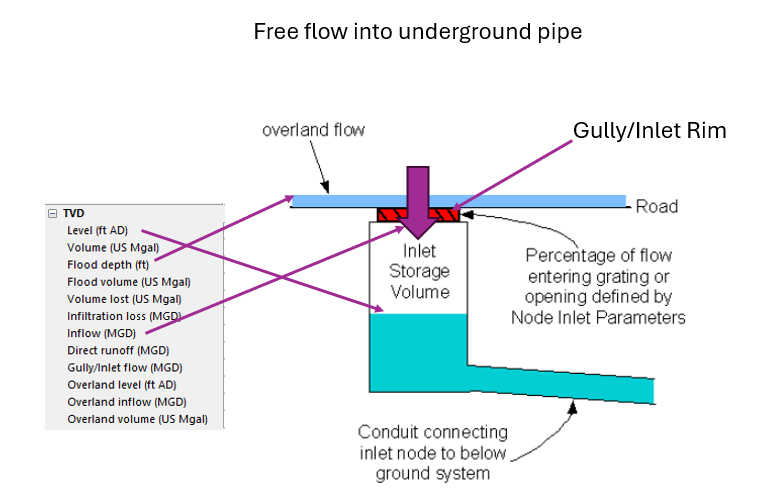 Free flow into underground pipe
overland flow
Gully/Inlet Rim
Road
TVD
Level (ft AD)
Volume (US Mgal)
Flood depth (ft)
Flood volume (US Mgal)
Volume lost (US Mgal)
Infiltration loss (MGD)
Inflow (MGD)
Direct runoff (MGD)
Gully/Inlet flow (MGD)
Overland level (ft AD)
Overland inflow (MGD)
Overland volume (US Mgal)
Inlet
Storage
Volume
Percentage of flow
entering grating or
opening defined by
Node Inlet Parameters
Conduit connecting
inlet node to below
ground system